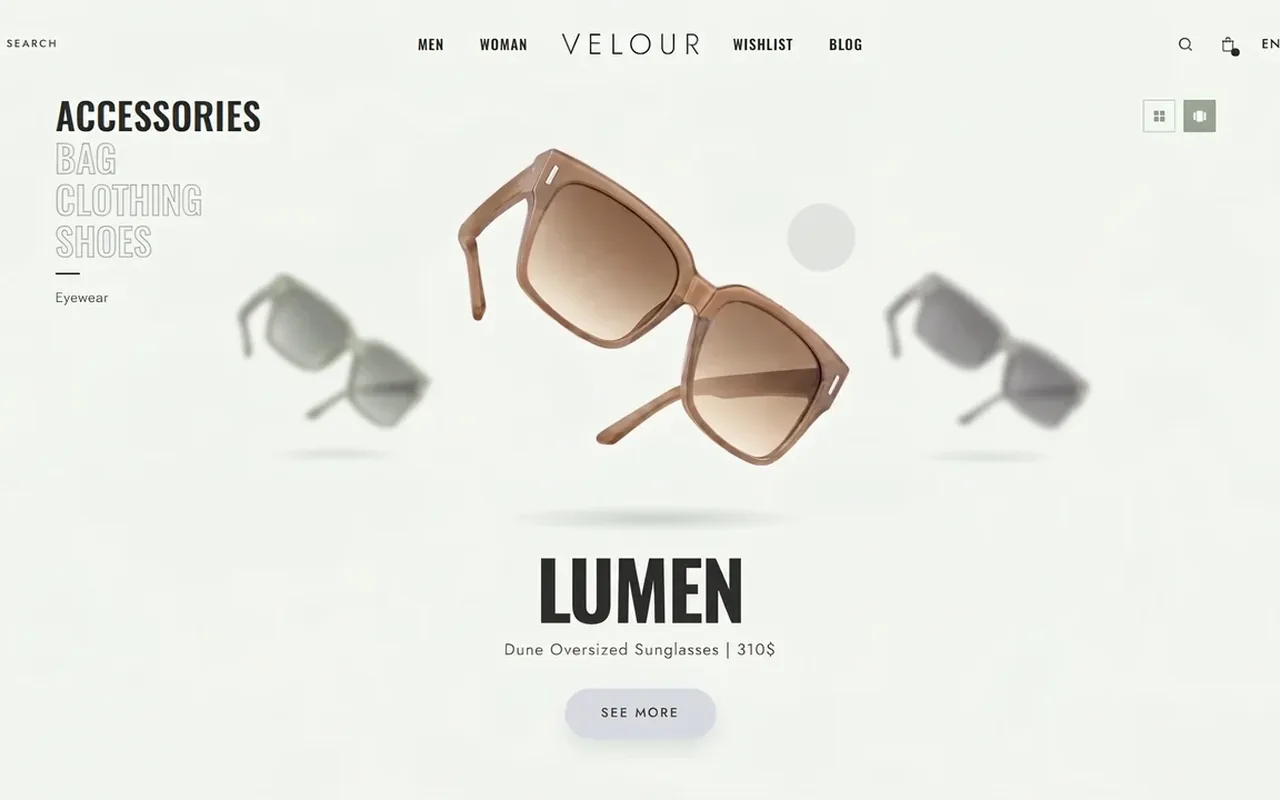 SEARCH
MEN WOMAN VELOUR WISHLIST BLOG
EN
ACCESSORIES
BAG
CLOTHING
SHOES
Eyewear
LUMEN
Dune Oversized Sunglasses | 310$
SEE MORE